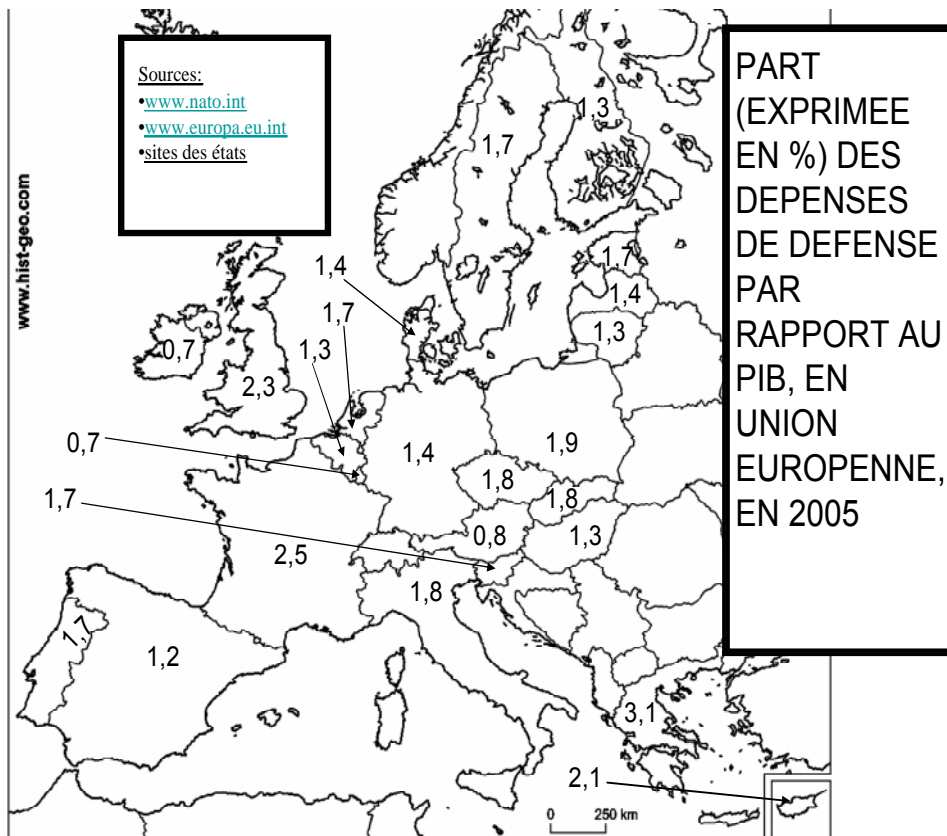 Sources:
•www.nato.int
•www.europa.eu.int
•sites des états
PART
(EXPRIMEE
EN %) DES
DEPENSES
DE DEFENSE
PAR
RAPPORT AU
PIB, EN
UNION
EUROPENNE,
EN 2005
www.hist-geo.com
1,3
1,7
1,7
1,4
1,4
1,7
1,3
1,3
0,7
2,3
0,7
1,4
1,9
1,8
1,8
1,7
0,8
1,3
2,5
1,8
1,7
1,2
3,1
2,1
0 250 km